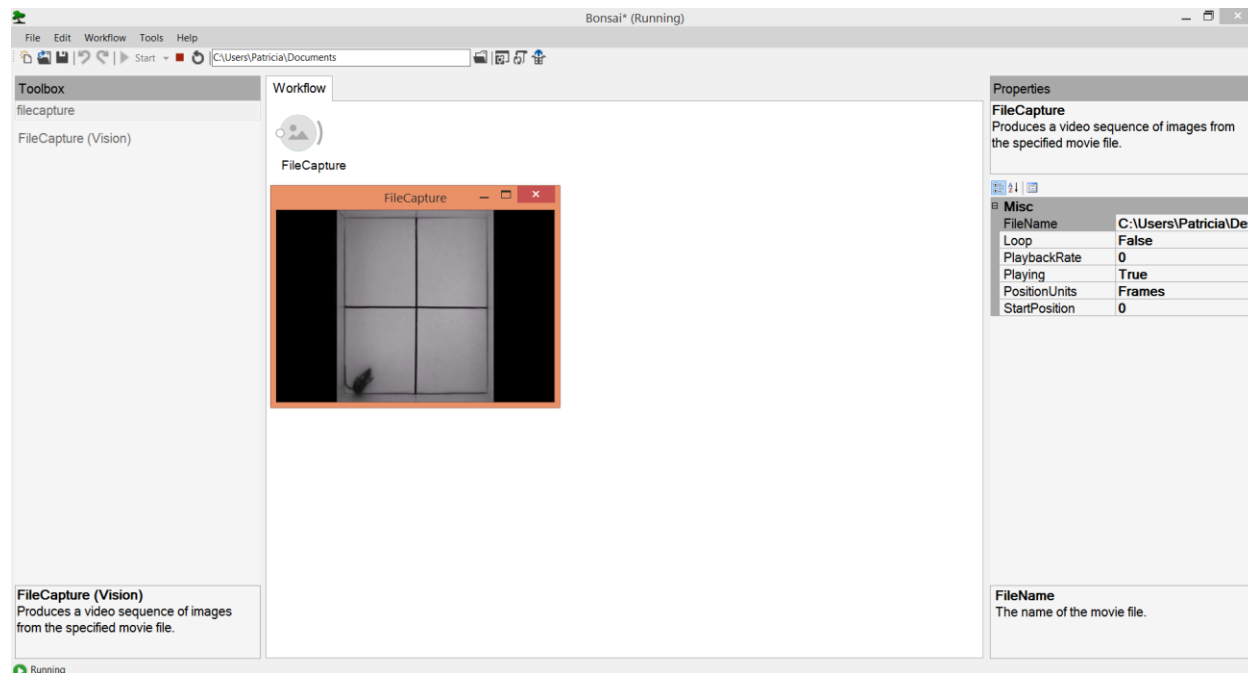 Bonsai* (Running)
File Edit Workflow Tools Help
Start C:\Users\Patricia\Documents
Toolbox
filecapture
FileCapture (Vision)
FileCapture (Vision)
Produces a video sequence of images
from the specified movie file.
Workflow
FileCapture
FileCapture
Properties
FileCapture
Produces a video sequence of images from
the specified movie file.
Misc
FileName C:\Users\Patricia\De
Loop False
PlaybackRate 0
Playing True
PositionUnits Frames
StartPosition 0
FileName
The name of the movie file.
Running